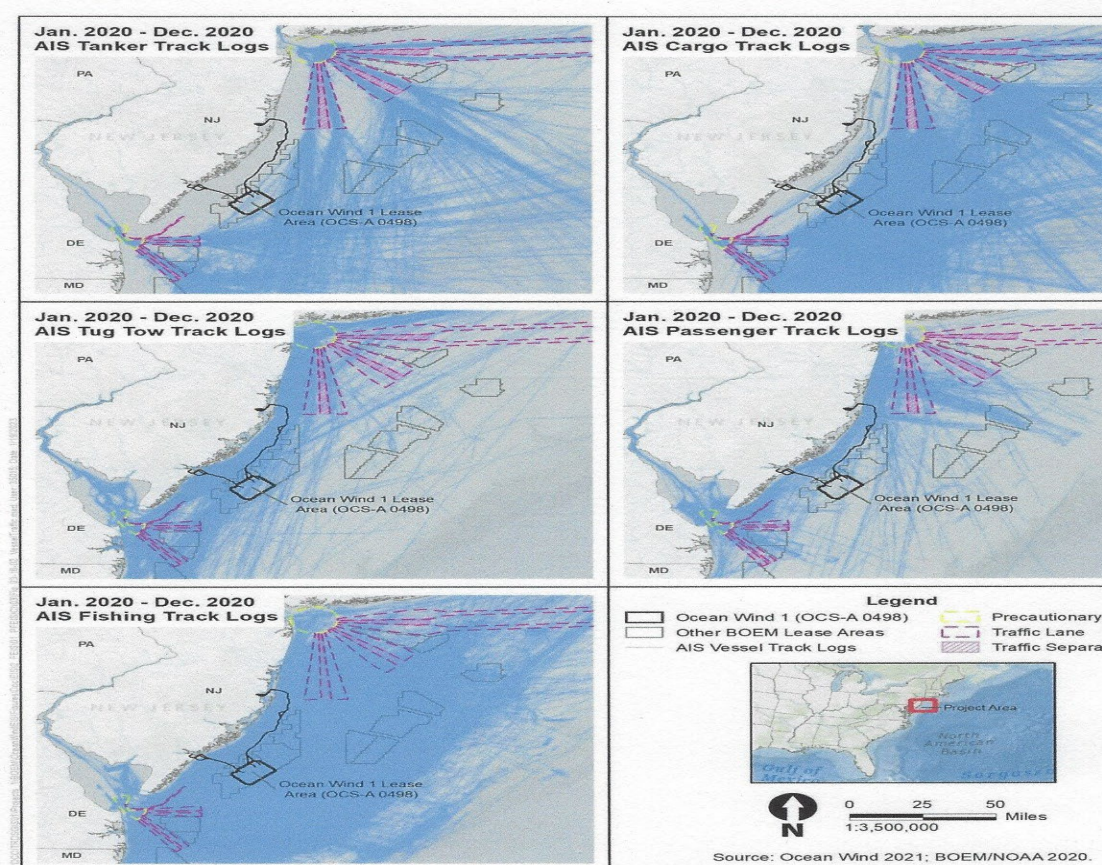 Jan. 2020 - Dec. 2020
AIS Tanker Track Logs
PA
NEW JERSEY
NJ
Ocean Wind 1 Lease
Area (OCS-A 0498)
DE
MD
Jan. 2020 - Dec. 2020
AIS Cargo Track Logs
PA
NEW JERSEY
NJ
Ocean Wind 1 Lease
Area (OCS-A 0498)
DE
MD
Jan. 2020 - Dec. 2020
AIS Tug Tow Track Logs
PA
NEW JERSEY
NJ
Ocean Wind 1 Lease
Area (OCS-A 0498)
DE
MD
Jan. 2020 - Dec. 2020
AIS Passenger Track Logs
PA
NEW JERSEY
NJ
Ocean Wind 1 Lease
Area (OCS-A 0498)
DE
MD
Jan. 2020 - Dec. 2020
AIS Fishing Track Logs
PA
NEW JERSEY
NJ
Ocean Wind 1 Lease
Area (OCS-A 0498)
DE
MD
Legend
Ocean Wind 1 (OCS-A 0498)
Other BOEM Lease Areas
AIS Vessel Track Logs
Precautionary
Traffic Lane
Traffic Separa
Project Area
North
American
Basin
Gulf of
Mexico
Sargass
N
0 25 50
Miles
1:3,500,000
Source: Ocean Wind 2021; BOEM/NOAA 2020.